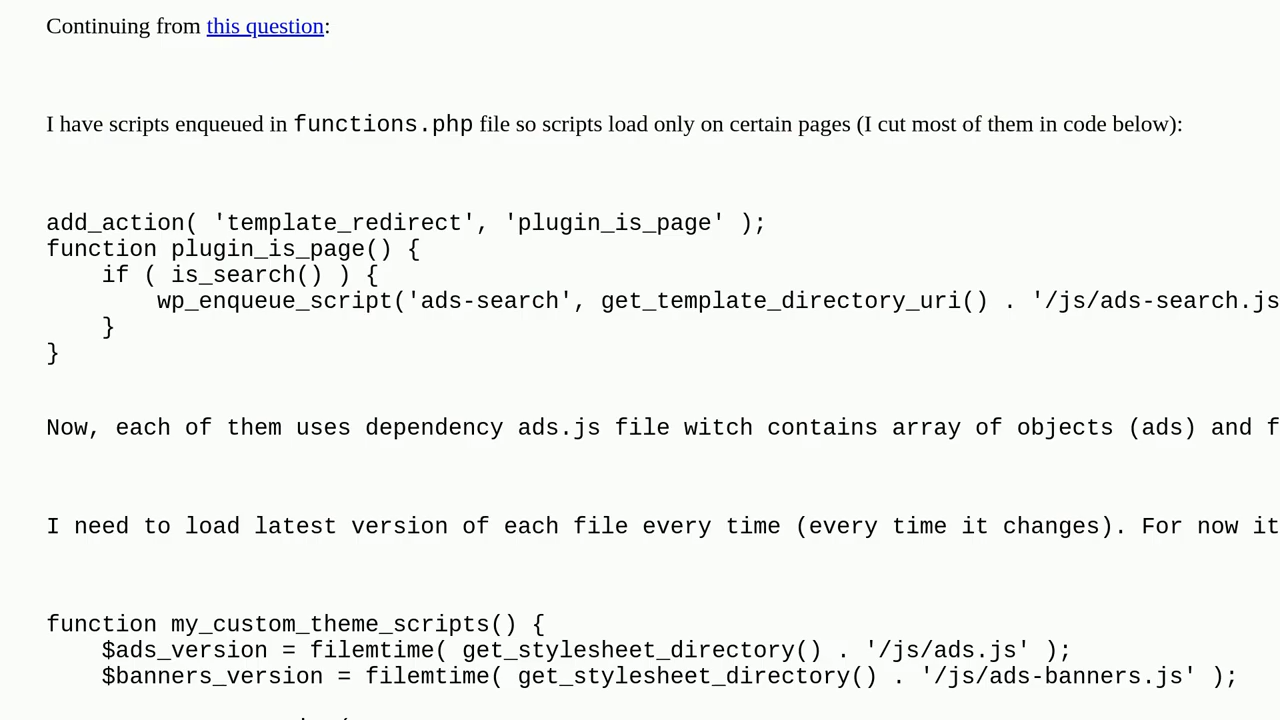 Continuing from this question:
I have scripts enqueued in functions.php file so scripts load only on certain pages (I cut most of them in code below):
add_action( 'template_redirect', 'plugin_is_page' );
function plugin_is_page() {
    if ( is_search() ) {
        wp_enqueue_script('ads-search', get_template_directory_uri() . '/js/ads-search.js
    }
}
Now, each of them uses dependency ads.js file witch contains array of objects (ads) and f
I need to load latest version of each file every time (every time it changes). For now it
function my_custom_theme_scripts() {
    $ads_version = filemtime( get_stylesheet_directory() . '/js/ads.js' );
    $banners_version = filemtime( get_stylesheet_directory() . '/js/ads-banners.js' );